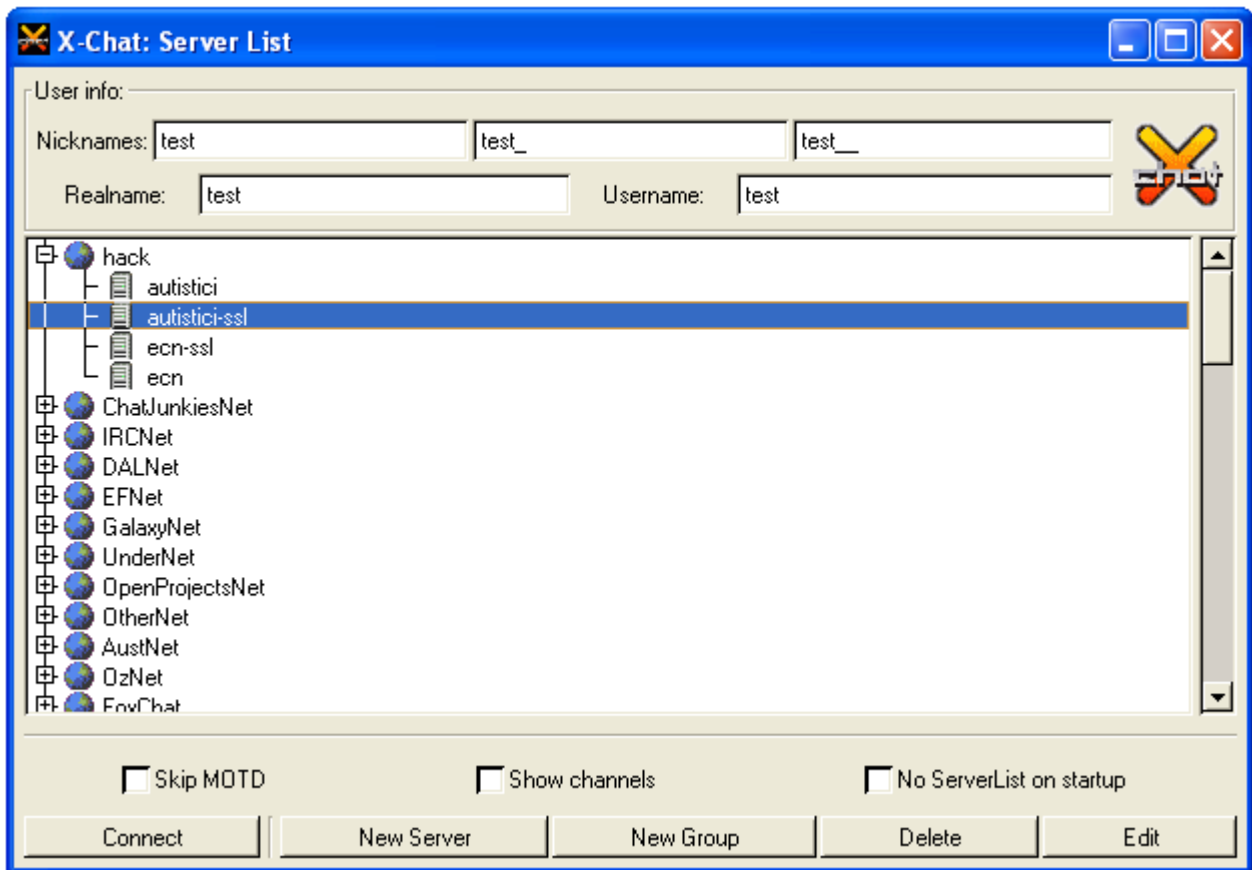 X-Chat: Server List
User info:
Nicknames: test test_ test__
Realname: test Username: test
chat
hack
autistici
autistici-ssl
ecn-ssl
ecn
ChatJunkiesNet
IRCNet
DALNet
EFNet
GalaxyNet
UnderNet
OpenProjectsNet
OtherNet
AustNet
OzNet
FoxChat
Skip MOTD Show channels No ServerList on startup
Connect New Server New Group Delete Edit